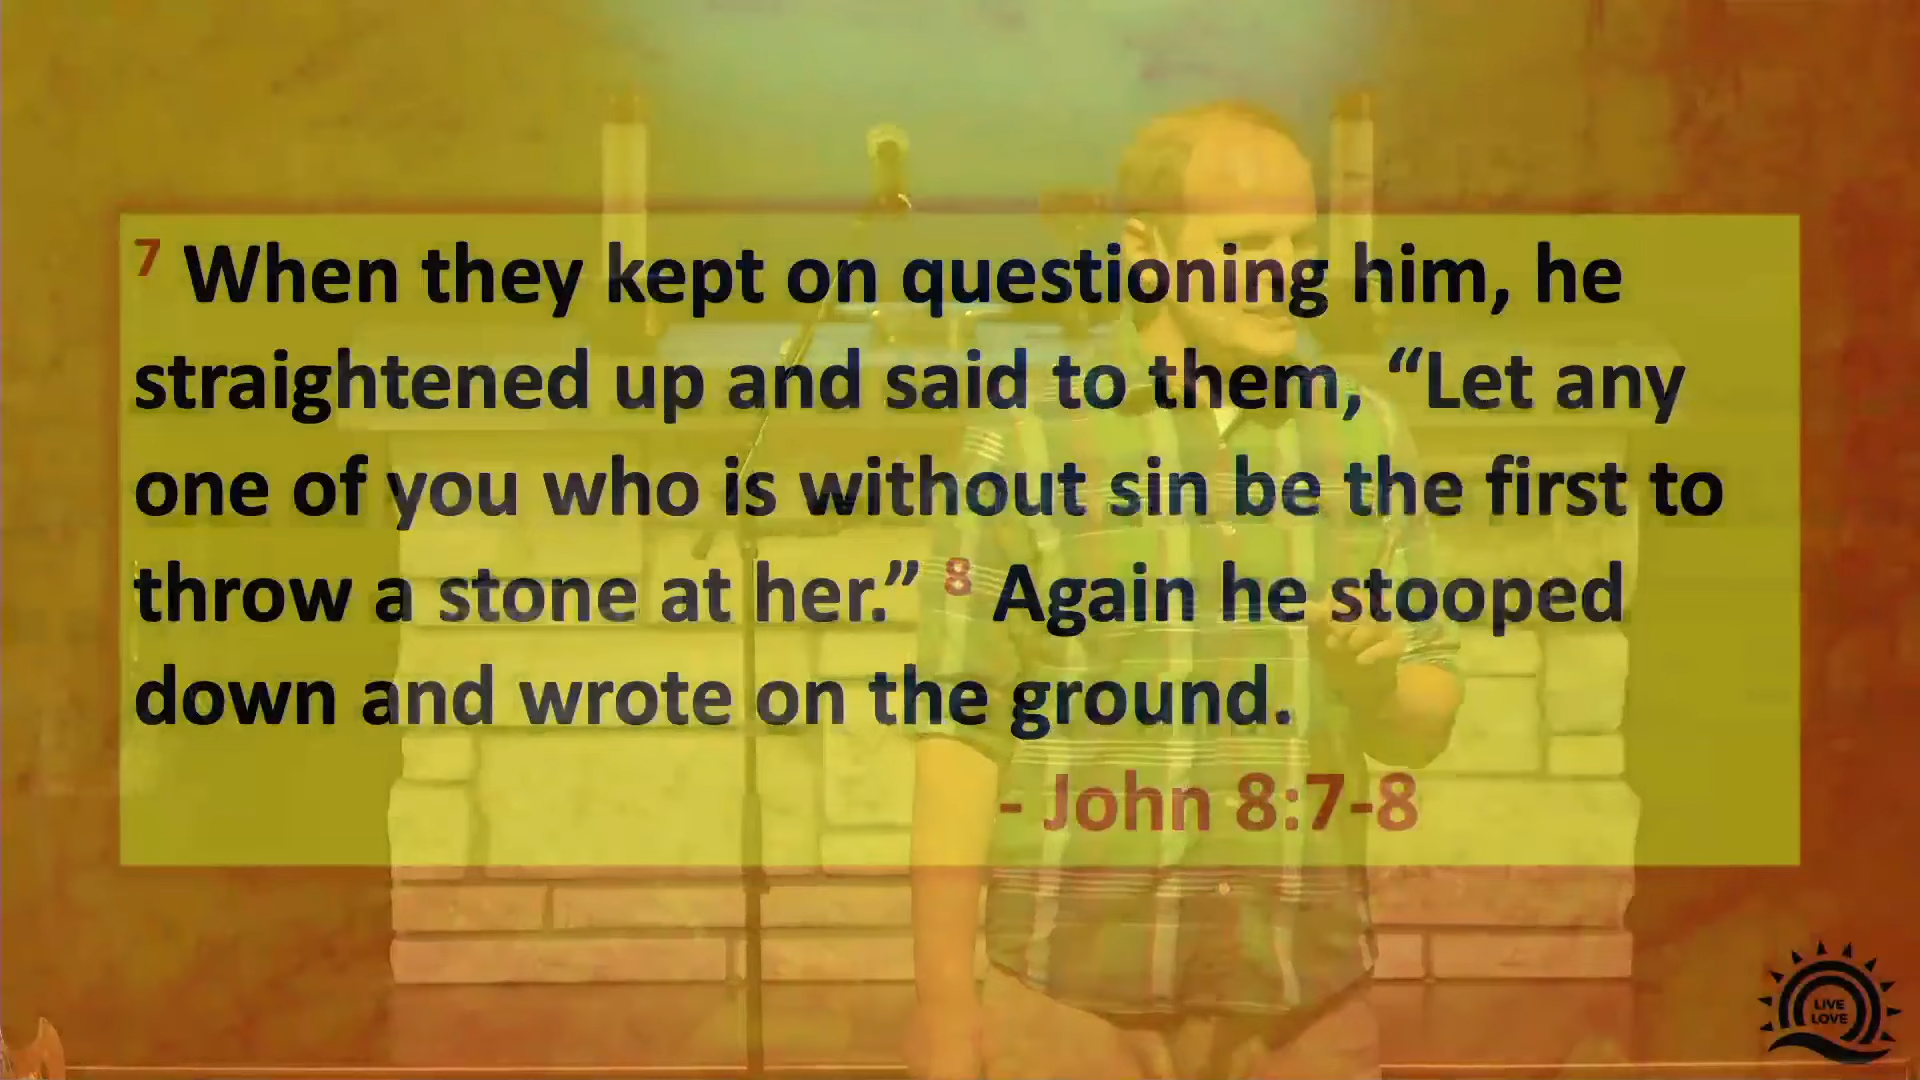 7 When they kept on questioning him, he
straightened up and said to them, “Let any
one of you who is without sin be the first to
throw a stone at her.” 8 Again he stooped
down and wrote on the ground.
- John 8:7-8
LIVE
LOVE